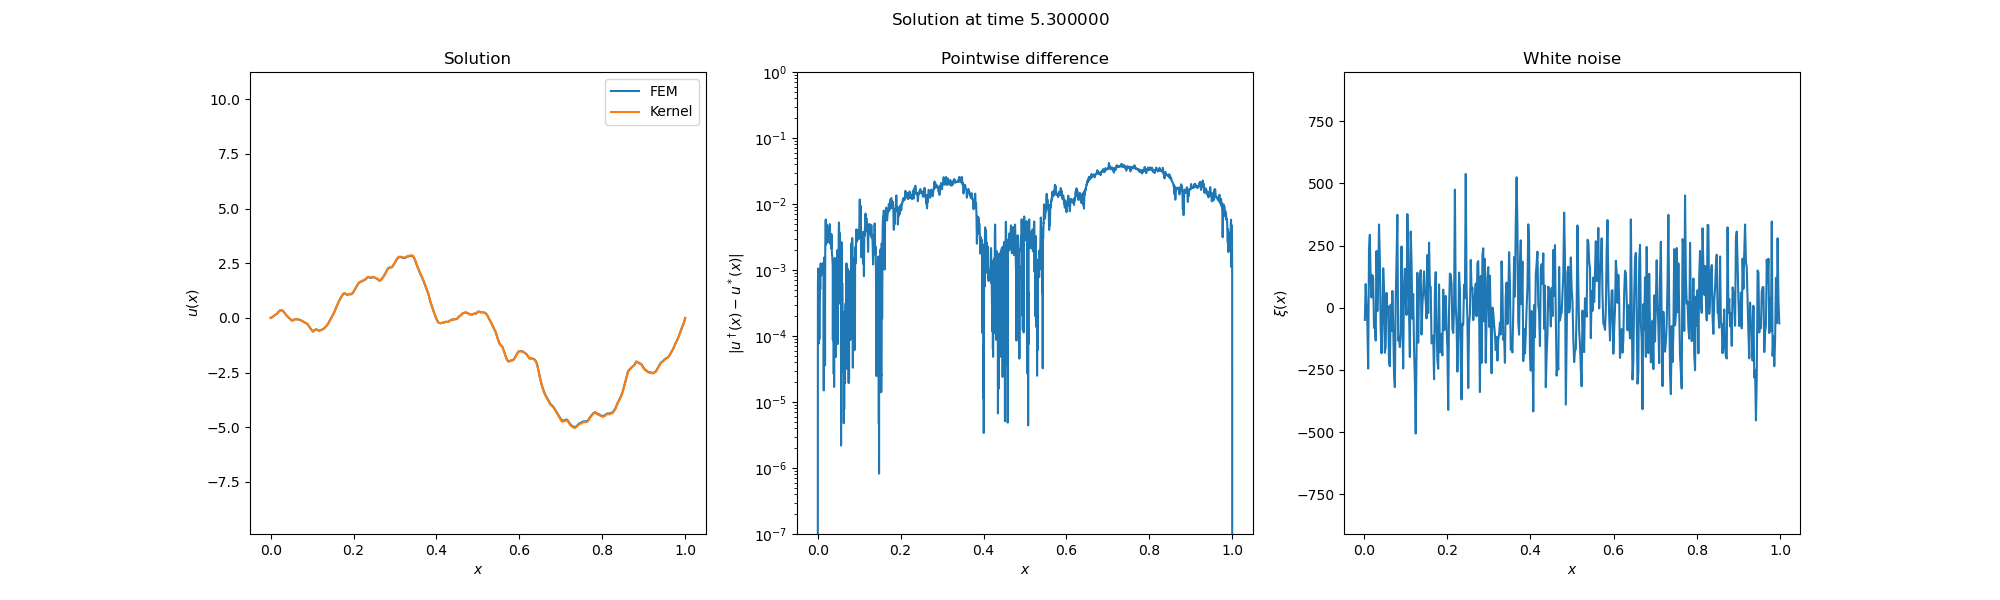 Solution at time 5.300000
Solution
10.0
7.5
5.0
2.5
0.0
−2.5
−5.0
−7.5
u(x)
0.0 0.2 0.4 0.6 0.8 1.0
x
FEM
Kernel
Pointwise difference
10⁰
10⁻¹
10⁻²
10⁻³
10⁻⁴
10⁻⁵
10⁻⁶
10⁻⁷
|u†(x) − u*(x)|
0.0 0.2 0.4 0.6 0.8 1.0
x
White noise
750
500
250
0
−250
−500
−750
ξ(x)
0.0 0.2 0.4 0.6 0.8 1.0
x